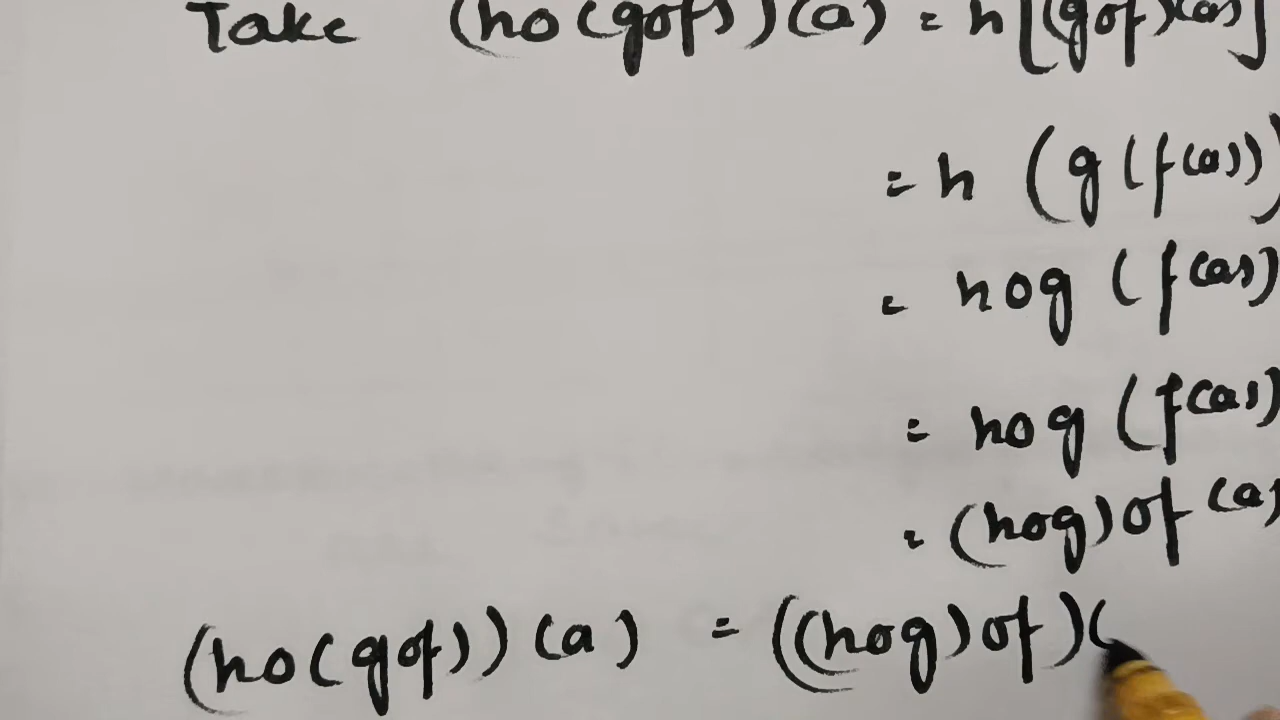 Take (ho(gof))(a) = h[(gof)(a)]
= h (g(f(a))
= hog (f(a)
= hog (f(a)
= (hog)of (a)
(ho(gof))(a) = ((hog)of)(